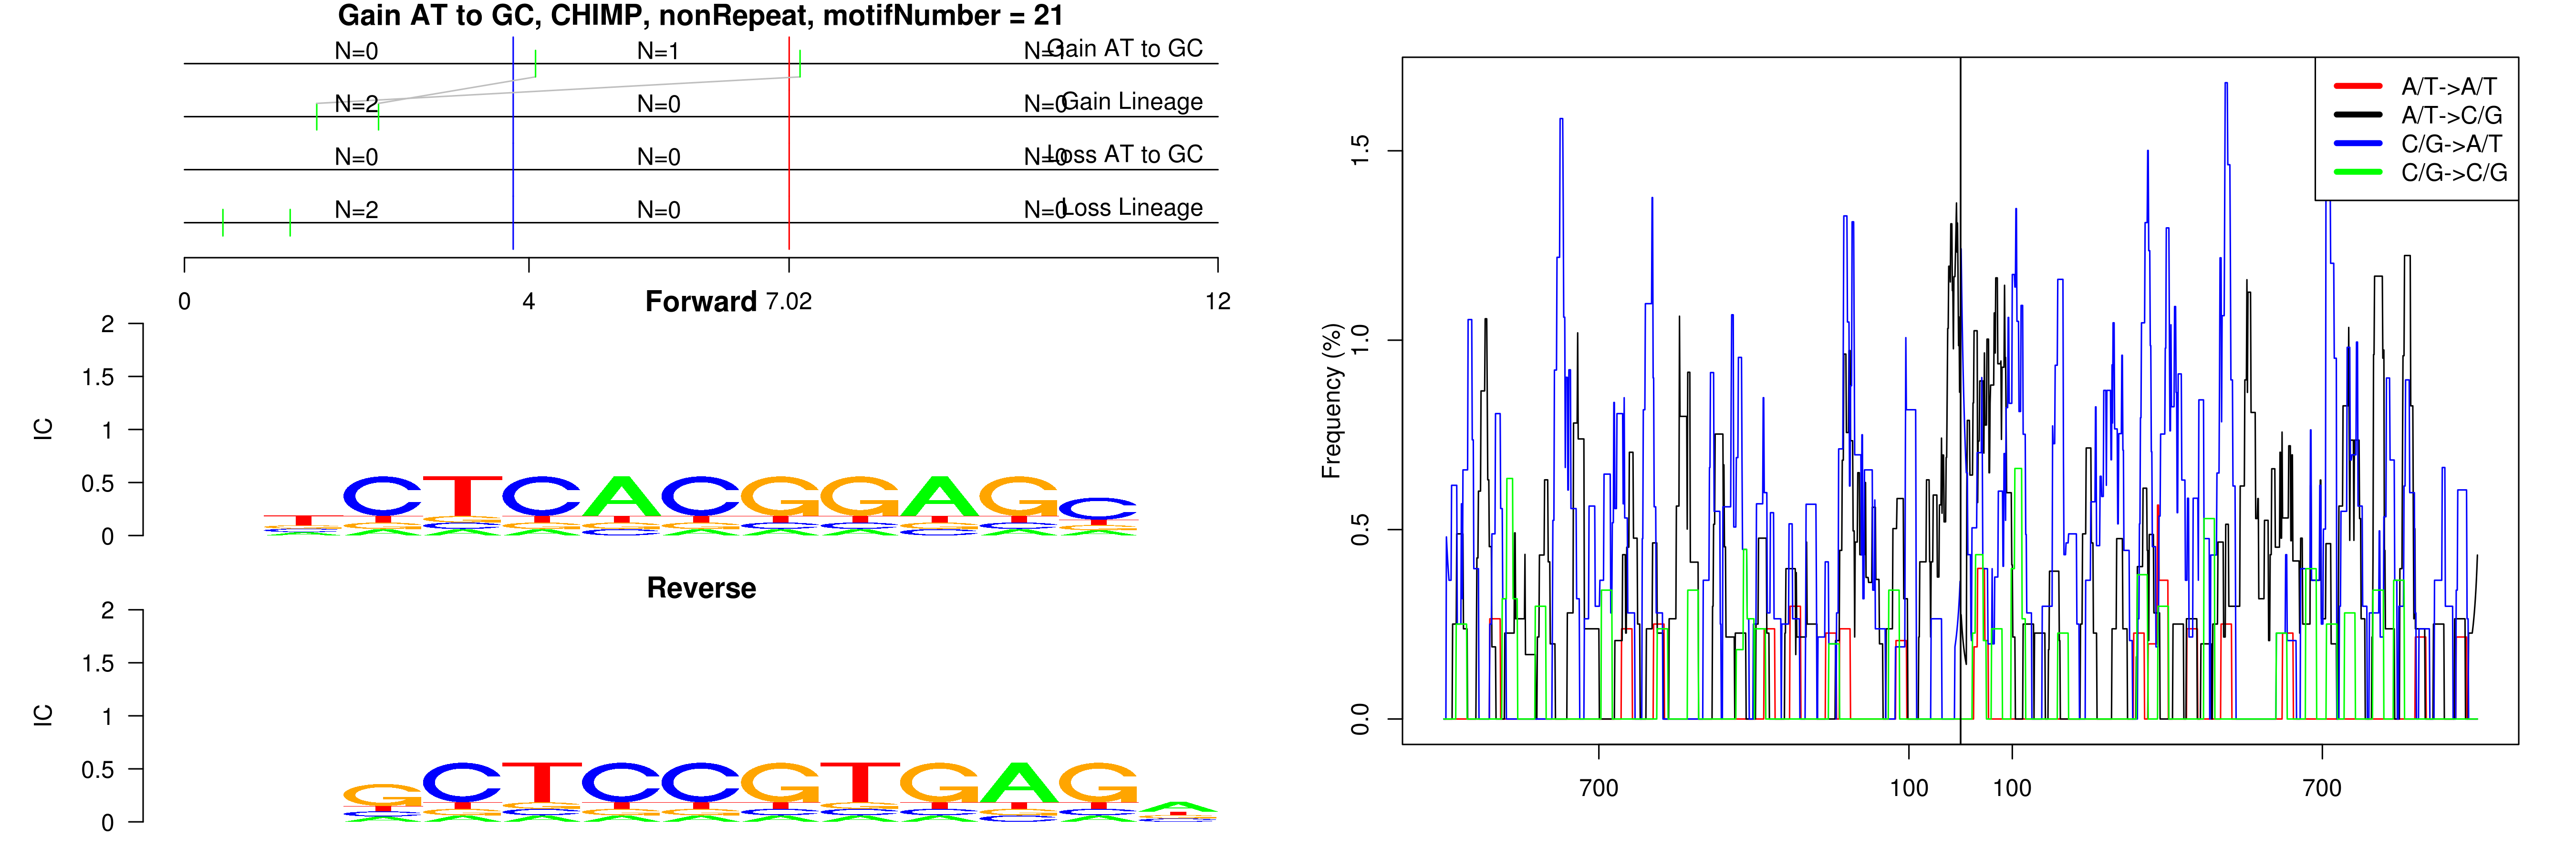 Gain AT to GC, CHIMP, nonRepeat, motifNumber = 21
N=0 N=1 N=1 Gain AT to GC
N=2 N=0 N=0 Gain Lineage
N=0 N=0 N=0 Loss AT to GC
N=2 N=0 N=0 Loss Lineage
0 4 7.02 12
Forward
2
1.5
1
0.5
0
IC
TCTCACGGAGC
Reverse
2
1.5
1
0.5
0
IC
GCTCCGTGAGA
A/T->A/T
A/T->C/G
C/G->A/T
C/G->C/G
Frequency (%)
1.5
1.0
0.5
0.0
700 100 100 700